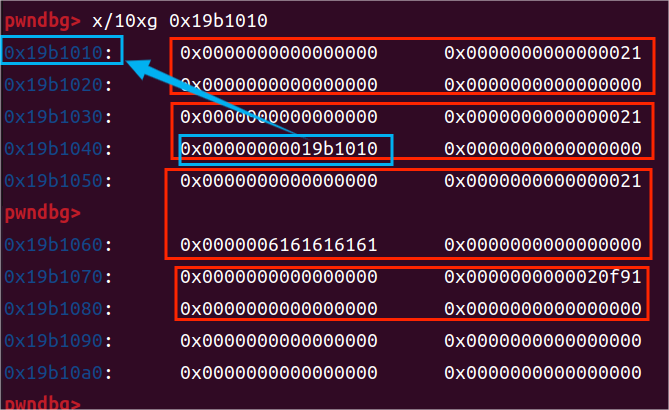 pwndbg> x/10xg 0x19b1010
0x19b1010: 0x0000000000000000 0x0000000000000021
0x19b1020: 0x0000000000000000 0x0000000000000000
0x19b1030: 0x0000000000000000 0x0000000000000021
0x19b1040: 0x00000000019b1010 0x0000000000000000
0x19b1050: 0x0000000000000000 0x0000000000000021
pwndbg>
0x19b1060: 0x0000006161616161 0x0000000000000000
0x19b1070: 0x0000000000000000 0x0000000000020f91
0x19b1080: 0x0000000000000000 0x0000000000000000
0x19b1090: 0x0000000000000000 0x0000000000000000
0x19b10a0: 0x0000000000000000 0x0000000000000000
pwndbg>